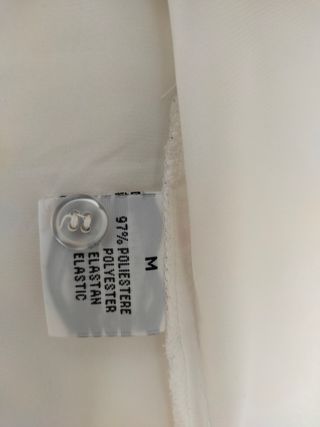 M
97% POLIESTERE
POLYESTER
ELASTAN
ELASTIC